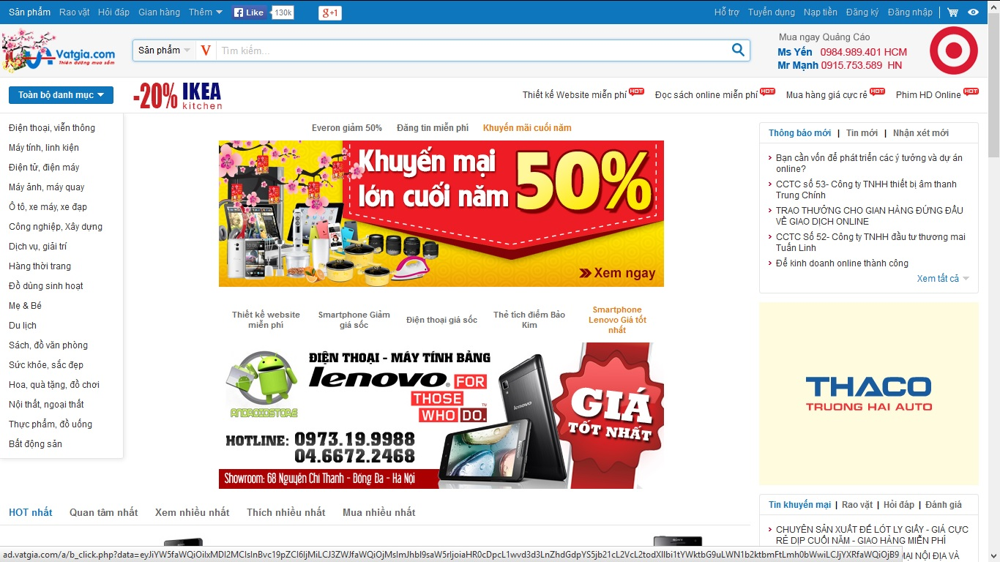 Sản phẩm Rao vặt Hỏi đáp Gian hàng Thêm Like 130k g+1 Hỗ trợ Tuyển dụng Nạp tiền Đăng ký Đăng nhập
Vatgia.com
Thiên đường mua sắm
Sản phẩm V Tìm kiếm...
Mua ngay Quảng Cáo
Ms Yến 0984.989.401 HCM
Mr Mạnh 0915.753.589 HN
Toàn bộ danh mục
-20% IKEA
kitchen
Thiết kế Website miễn phí HOT Đọc sách online miễn phí HOT Mua hàng giá cực rẻ HOT Phim HD Online HOT
Điện thoại, viễn thông
Máy tính, linh kiện
Điện tử, điện máy
Máy ảnh, máy quay
Ô tô, xe máy, xe đạp
Công nghiệp, Xây dựng
Dịch vụ, giải trí
Hàng thời trang
Đồ dùng sinh hoạt
Mẹ & Bé
Du lịch
Sách, đồ văn phòng
Sức khỏe, sắc đẹp
Hoa, quà tặng, đồ chơi
Nội thất, ngoại thất
Thực phẩm, đồ uống
Bất động sản
Everon giảm 50% Đăng tin miễn phí Khuyến mãi cuối năm
Khuyến mại
lớn cuối năm
50%
Xem ngay
Thiết kế website
miễn phí
Smartphone Giảm
giá sốc
Điện thoại giá sốc
Thẻ tích điểm Bảo
Kim
Smartphone
Lenovo Giá tốt
nhất
ĐIỆN THOẠI - MÁY TÍNH BẢNG
lenovo FOR
THOSE
WHO DO.
ANDROIDSTORE
HOTLINE: 0973.19.9988
04.6672.2468
Showroom: 68 Nguyễn Chí Thanh - Đống Đa - Hà Nội
lenovo
GIÁ
TỐT NHẤT
Thông báo mới | Tin mới | Nhận xét mới
Bạn cần vốn để phát triển các ý tưởng và dự án
online?
CCTC số 53- Công ty TNHH thiết bị âm thanh
Trung Chính
TRAO THƯỞNG CHO GIAN HÀNG ĐỨNG ĐẦU
VỀ GIAO DỊCH ONLINE
CCTC Số 52- Công ty TNHH đầu tư thương mai
Tuấn Linh
Để kinh doanh online thành công
Xem tất cả
THACO
TRUONG HAI AUTO
HOT nhất Quan tâm nhất Xem nhiều nhất Thích nhiều nhất Mua nhiều nhất
Tin khuyến mại | Rao vặt | Hỏi đáp | Đánh giá
CHUYÊN SẢN XUẤT ĐẾ LÓT LY GIẤY - GIÁ CỰC
RẺ DỊP CUỐI NĂM - GIAO HÀNG MIỄN PHÍ
MẠI NỘI ĐỊA VÀ
SONY